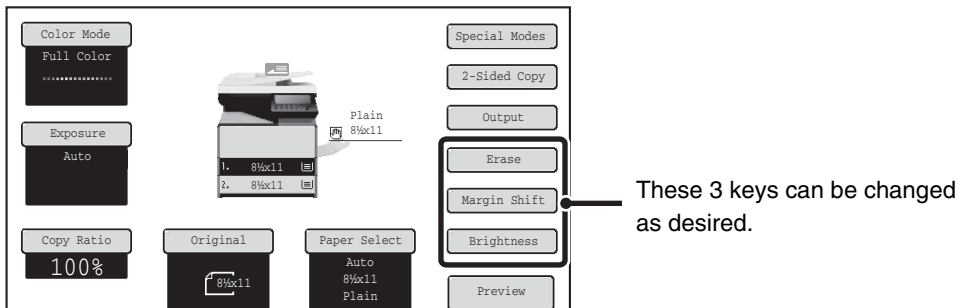 Color Mode
Full Color
Special Modes
2-Sided Copy
Plain
8½x11
Output
Exposure
Auto
Erase
1. 8½x11
2. 8½x11
Margin Shift
These 3 keys can be changed
as desired.
Copy Ratio
100%
Original
8½x11
Paper Select
Auto
8½x11
Plain
Brightness
Preview